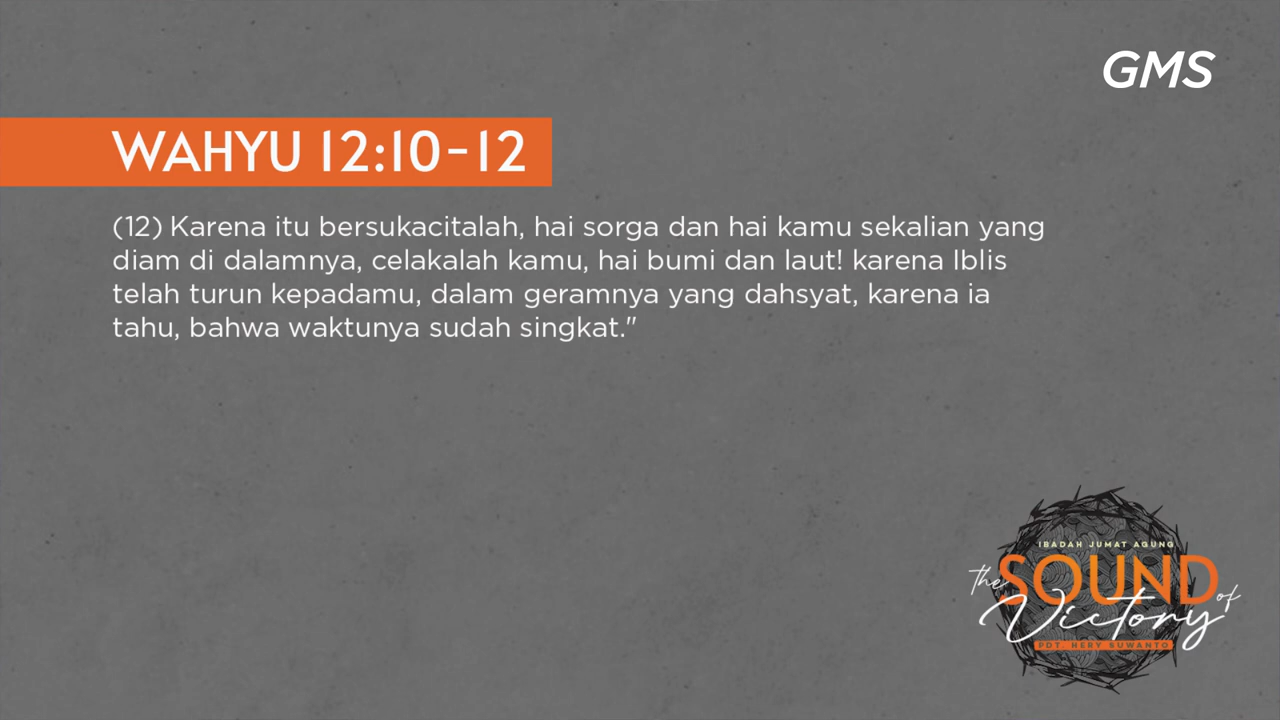 GMS
WAHYU 12:10-12
(12) Karena itu bersukacitalah, hai sorga dan hai kamu sekalian yang
diam di dalamnya, celakalah kamu, hai bumi dan laut! karena Iblis
telah turun kepadamu, dalam geramnya yang dahsyat, karena ia
tahu, bahwa waktunya sudah singkat."
IBADAH JUMAT AGUNG
The SOUND of
Victory
PDT. HERY SUWANTO